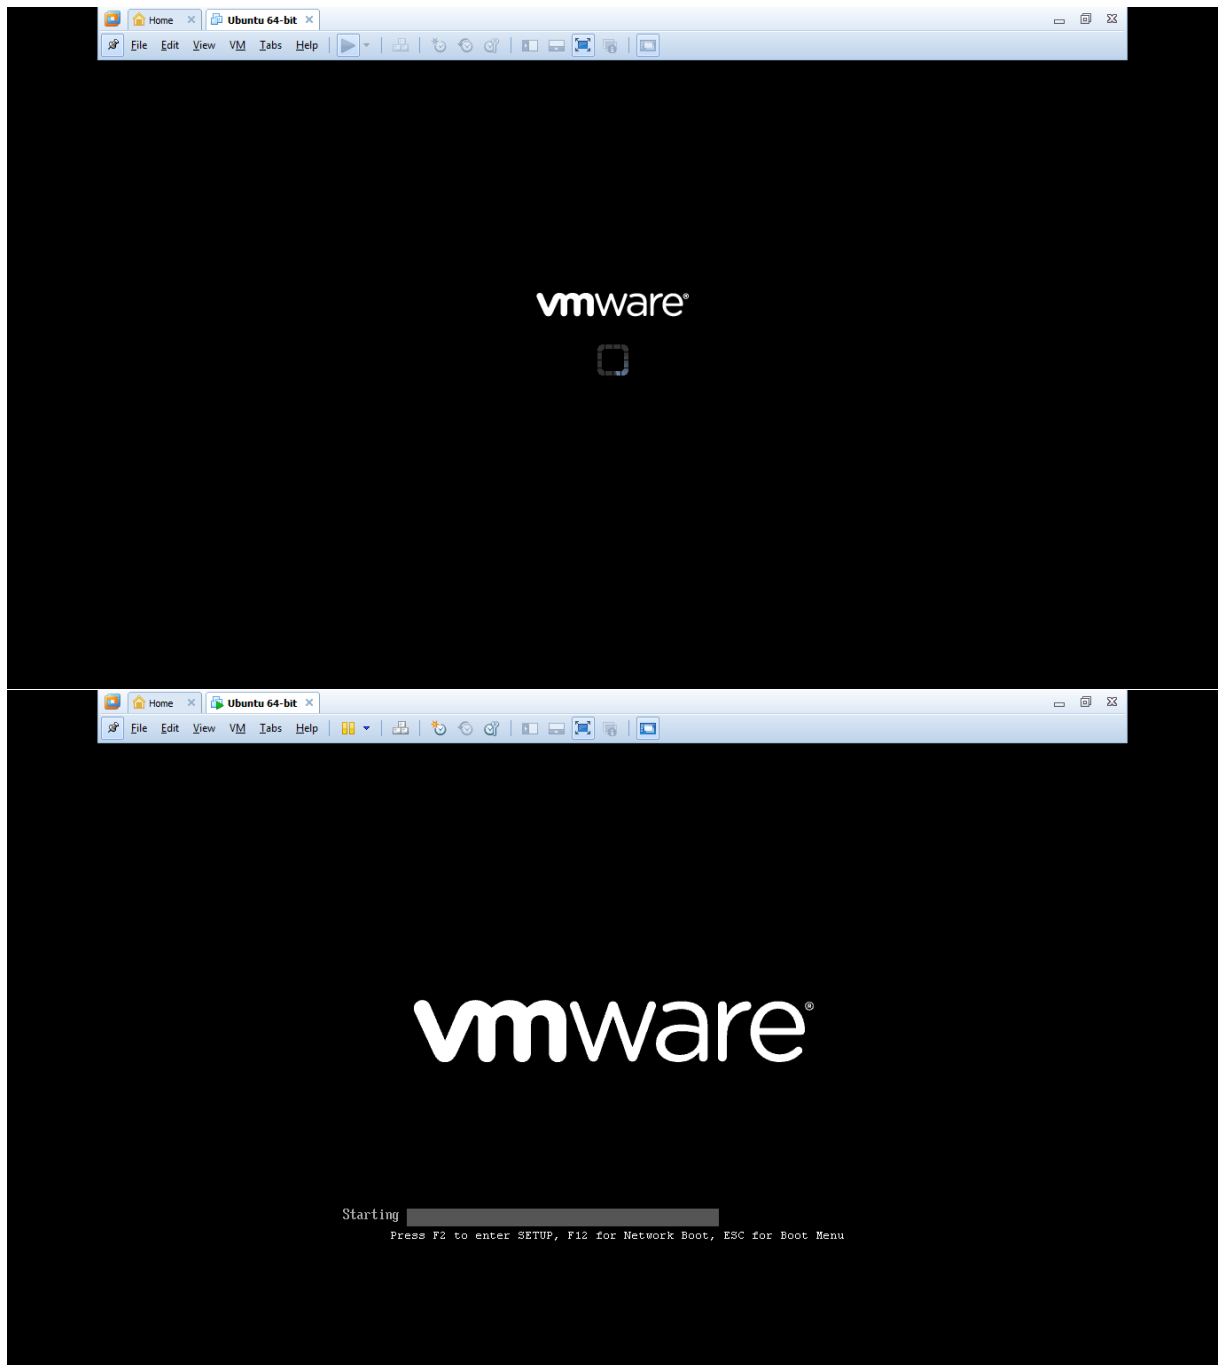 Home Ubuntu 64-bit
File Edit View VM Tabs Help
vmware®
Home Ubuntu 64-bit
File Edit View VM Tabs Help
vmware®
Starting
Press F2 to enter SETUP, F12 for Network Boot, ESC for Boot Menu